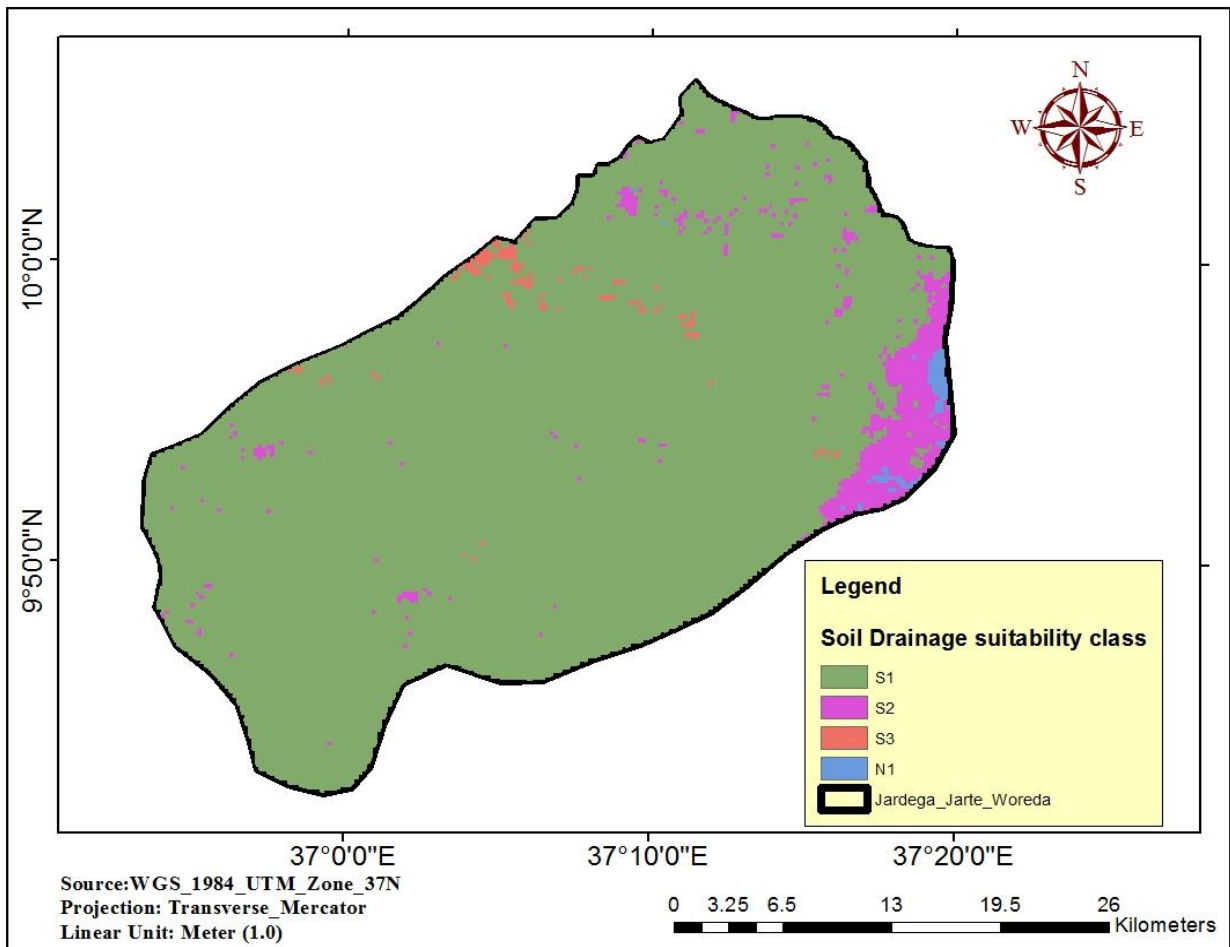 N
W E
S
10°0'0"N
9°50'0"N
Legend
Soil Drainage suitability class
S1
S2
S3
N1
Jardega_Jarte_Woreda
37°0'0"E 37°10'0"E 37°20'0"E
Source:WGS_1984_UTM_Zone_37N
Projection: Transverse_Mercator
Linear Unit: Meter (1.0)
0 3.25 6.5 13 19.5 26
Kilometers